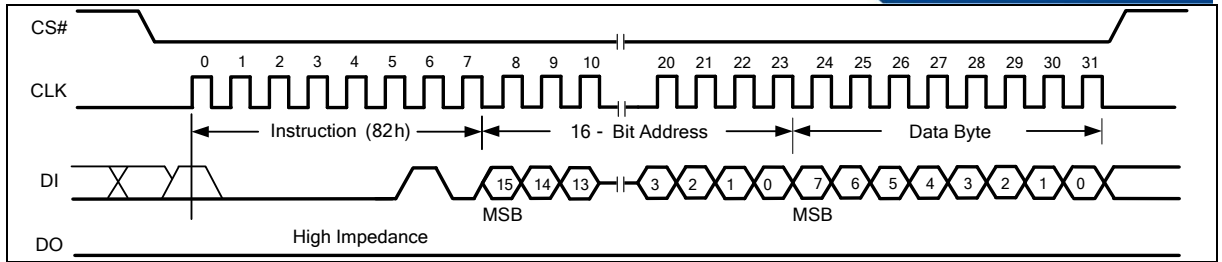 CS#
0 1 2 3 4 5 6 7 8 9 10 20 21 22 23 24 25 26 27 28 29 30 31
CLK
Instruction (82h) 16 - Bit Address Data Byte
DI 15 14 13 3 2 1 0 7 6 5 4 3 2 1 0
MSB MSB
High Impedance
DO